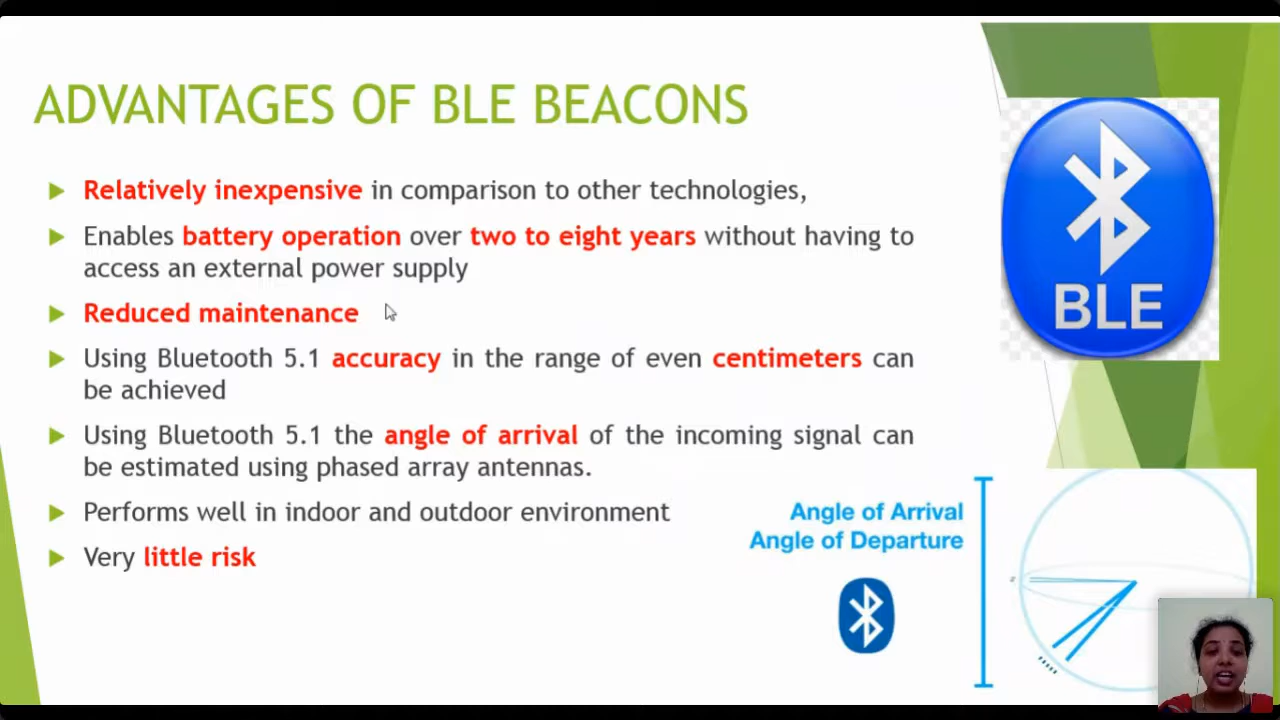 ADVANTAGES OF BLE BEACONS
Relatively inexpensive in comparison to other technologies,
Enables battery operation over two to eight years without having to
access an external power supply
Reduced maintenance
Using Bluetooth 5.1 accuracy in the range of even centimeters can
be achieved
Using Bluetooth 5.1 the angle of arrival of the incoming signal can
be estimated using phased array antennas.
Performs well in indoor and outdoor environment
Very little risk
BLE
Angle of Arrival
Angle of Departure